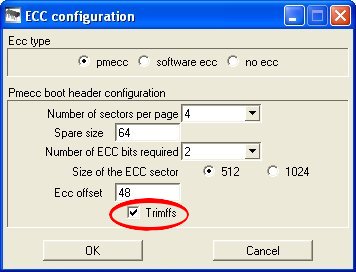 ECC configuration
Ecc type
pmecc software ecc no ecc
Pmecc boot header configuration
Number of sectors per page 4
Spare size 64
Number of ECC bits required 2
Size of the ECC sector 512 1024
Ecc offset 48
Trimffs
OK Cancel